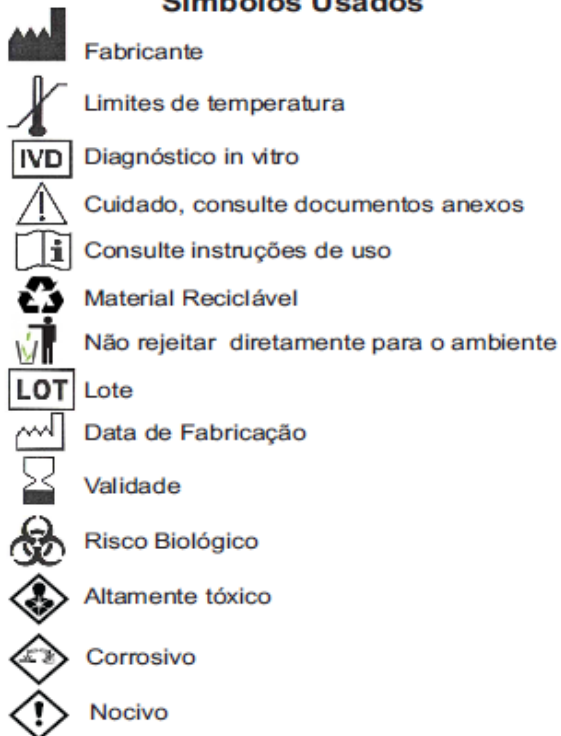 Símbolos Usados
Fabricante
Limites de temperatura
IVD Diagnóstico in vitro
Cuidado, consulte documentos anexos
i Consulte instruções de uso
Material Reciclável
Não rejeitar diretamente para o ambiente
LOT Lote
Data de Fabricação
Validade
Risco Biológico
Altamente tóxico
Corrosivo
Nocivo